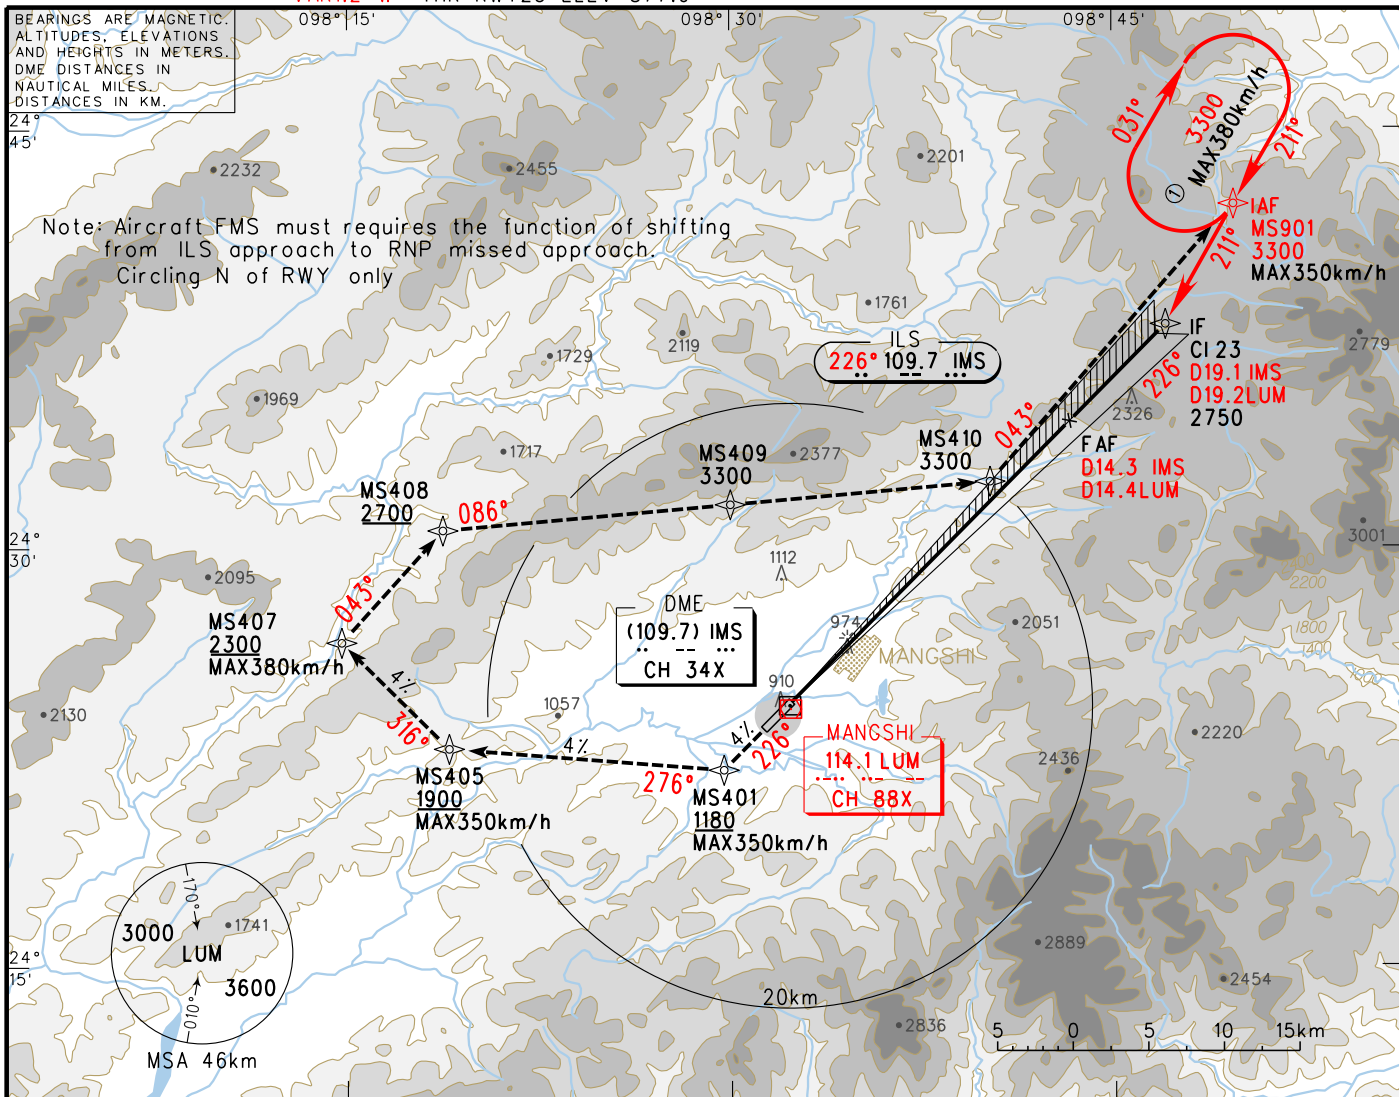 098°15'
098°30'
098°45'
BEARINGS ARE MAGNETIC.
ALTITUDES, ELEVATIONS
AND HEIGHTS IN METERS.
DME DISTANCES IN
NAUTICAL MILES.
DISTANCES IN KM.
24°
45'
2232
2455
2201
031°
3300
MAX380km/h
①
211°
IAF
MS901
3300
MAX350km/h
211°
Note: Aircraft FMS must requires the function of shifting
from ILS approach to RNP missed approach.
Circling N of RWY only
1761
2119
1729
ILS
226° 109.7 IMS
IF
CI23
D19.1 IMS
D19.2LUM
2750
2779
226°
2326
1969
1717
MS409
3300
2377
MS410
3300
043°
FAF
D14.3 IMS
D14.4LUM
MS408
2700
086°
24°
30'
3001
2200
1112
2095
043°
MS407
2300
MAX380km/h
DME
(109.7) IMS
CH 34X
974
MANGSHI
2051
1800
1400
4%
316°
2130
1057
910
4%
226°
2220
MS405
1900
MAX350km/h
4%
276°
MS401
1180
MAX350km/h
MANGSHI
114.1 LUM
CH 88X
2436
170°
3000
LUM
1741
3600
010°
MSA 46km
24°
15'
2889
2454
20km
2836
5 0 5 10 15km